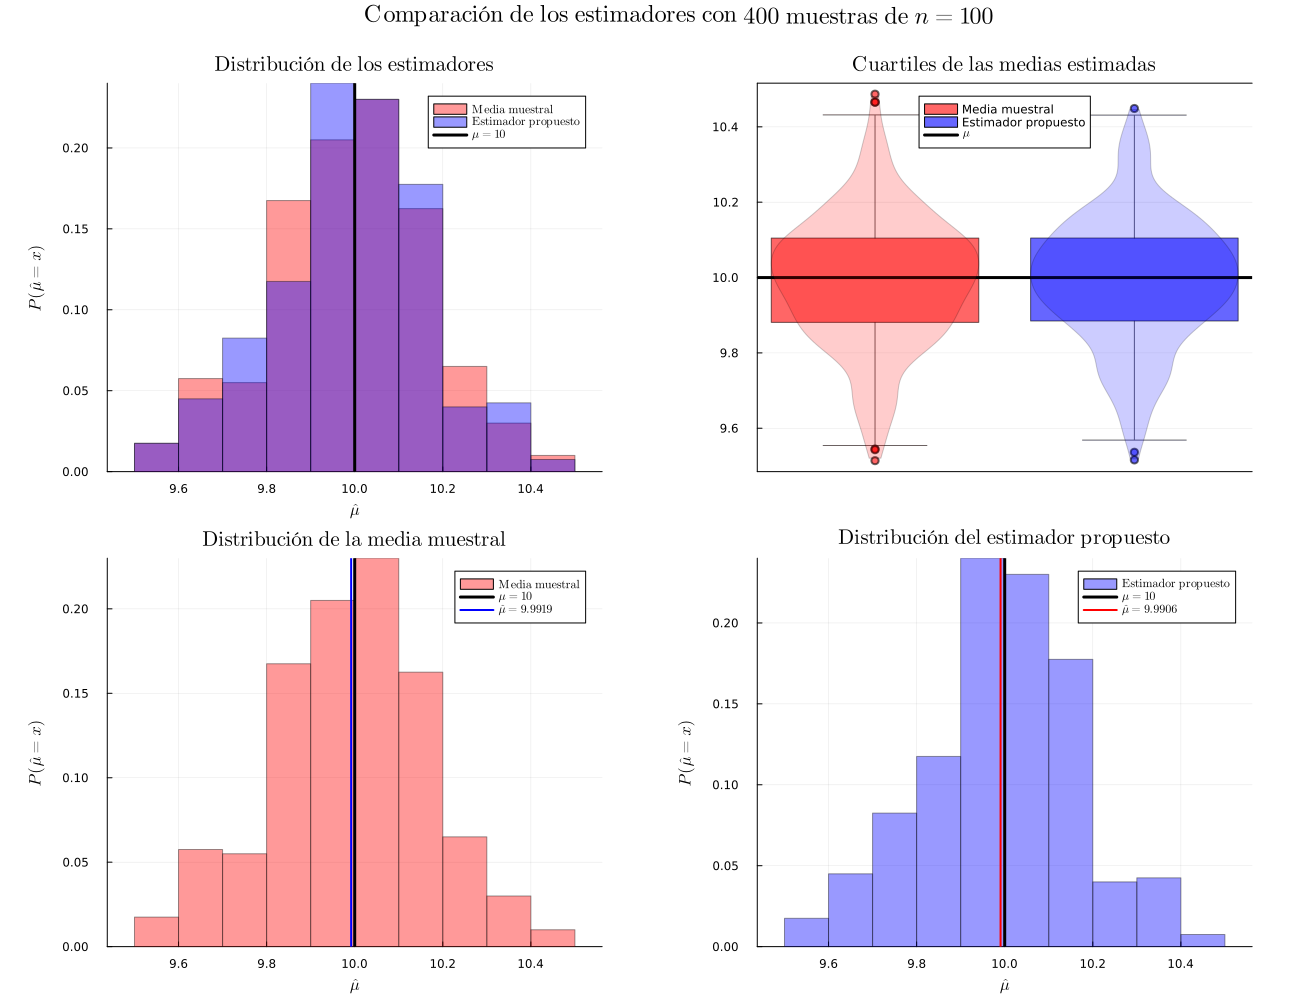 Comparación de los estimadores con 400 muestras de n = 100
Distribución de los estimadores
P(μ̂ = x)
0.20
0.15
0.10
0.05
0.00
Media muestral
Estimador propuesto
μ = 10
9.6 9.8 10.0 10.2 10.4
μ̂
Cuartiles de las medias estimadas
10.4
10.2
10.0
9.8
9.6
Media muestral
Estimador propuesto
μ
Distribución de la media muestral
P(μ̂ = x)
0.20
0.15
0.10
0.05
0.00
Media muestral
μ = 10
μ̂ = 9.9919
9.6 9.8 10.0 10.2 10.4
μ̂
Distribución del estimador propuesto
P(μ̂ = x)
0.20
0.15
0.10
0.05
0.00
Estimador propuesto
μ = 10
μ̂ = 9.9906
9.6 9.8 10.0 10.2 10.4
μ̂